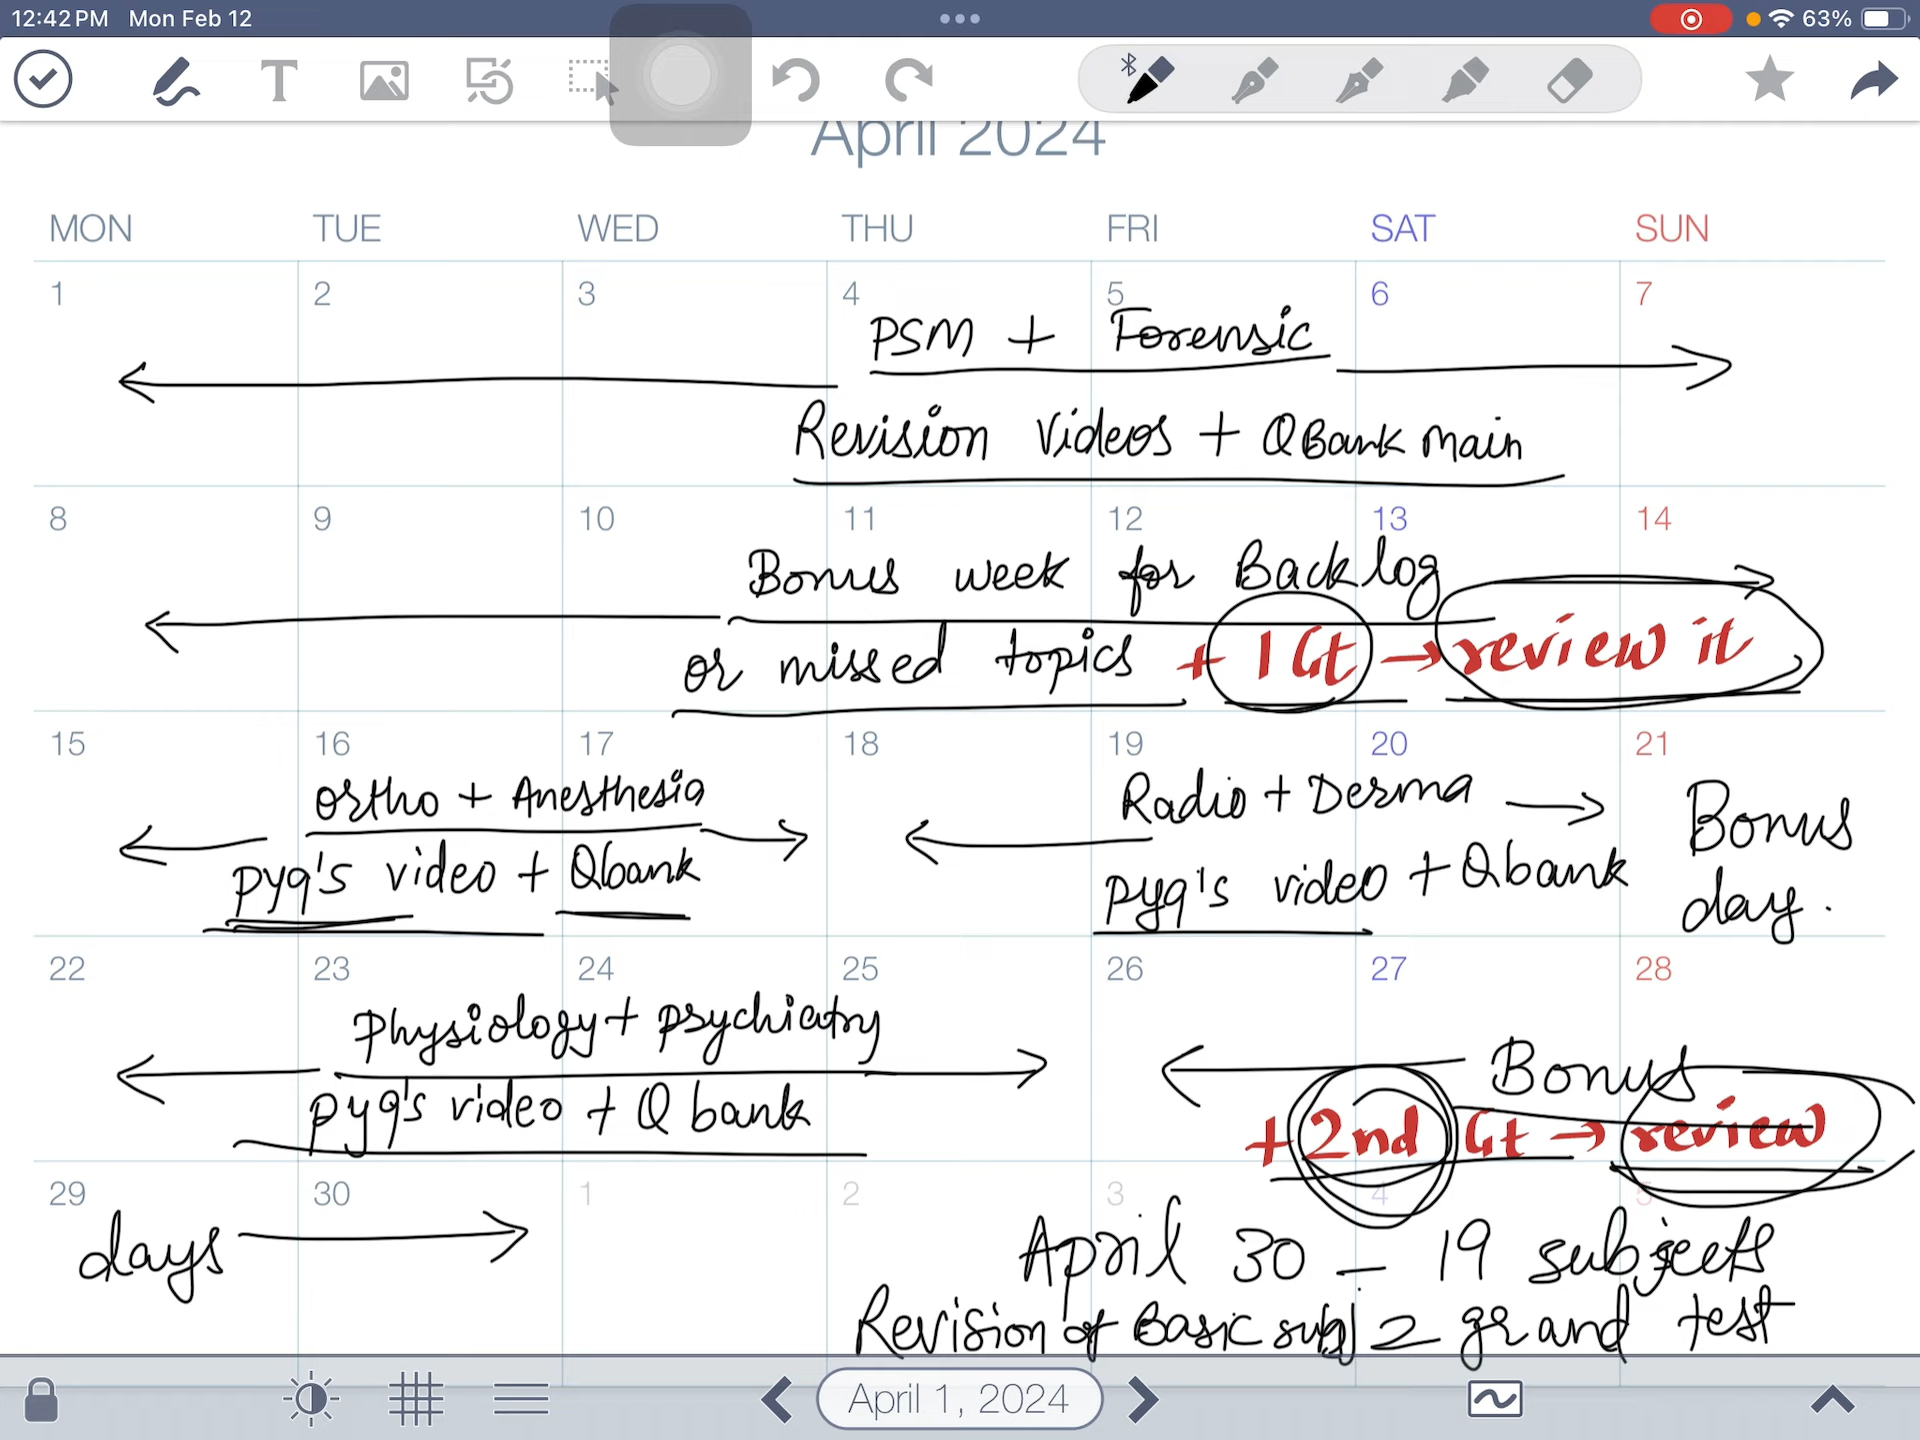 12:42 PM Mon Feb 12
63%
T
April 2024
MON TUE WED THU FRI SAT SUN
1 2 3 4 5 6 7
PSM + Forensic
Revision Videos + QBank Main
8 9 10 11 12 13 14
Bonus week for Backlog
or missed topics + 1 Gt → review it
15 16 17 18 19 20 21
Ortho + Anesthesia Radio + Derma → Bonus
pyq's video + Qbank pyq's video + Qbank day.
22 23 24 25 26 27 28
Physiology + psychiatry
Bonus
pyq's video + Q bank + 2nd Gt → review
29 30 1 2 3 4 5
days → April 30 – 19 subjects
Revision of Basic subj 2 grand test
April 1, 2024